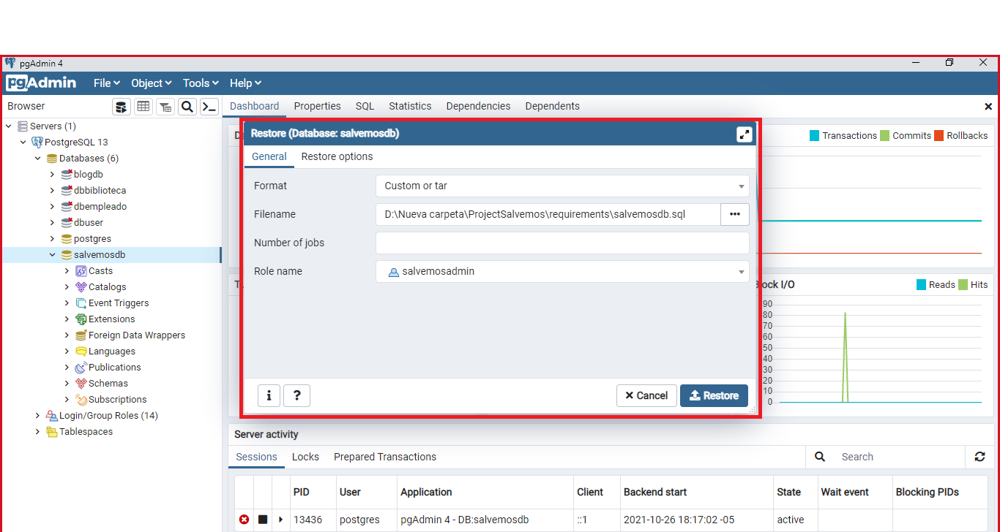 pgAdmin 4
pgAdmin File Object Tools Help
Browser
Dashboard Properties SQL Statistics Dependencies Dependents
Servers (1)
PostgreSQL 13
Databases (6)
blogdb
dbbiblioteca
dbempleado
dbuser
postgres
salvemosdb
Casts
Catalogs
Event Triggers
Extensions
Foreign Data Wrappers
Languages
Publications
Schemas
Subscriptions
Login/Group Roles (14)
Tablespaces
Transactions Commits Rollbacks
Restore (Database: salvemosdb)
General Restore options
Format Custom or tar
Filename D:\Nueva carpeta\ProjectSalvemos\requirements\salvemosdb.sql
Number of jobs
Role name salvemosadmin
i ? Cancel Restore
I/O Reads Hits
90
80
70
60
50
40
30
20
10
0
Server activity
Sessions Locks Prepared Transactions Search
PID User Application Client Backend start State Wait event Blocking PIDs
13436 postgres pgAdmin 4 - DB:salvemosdb ::1 2021-10-26 18:17:02 -05 active